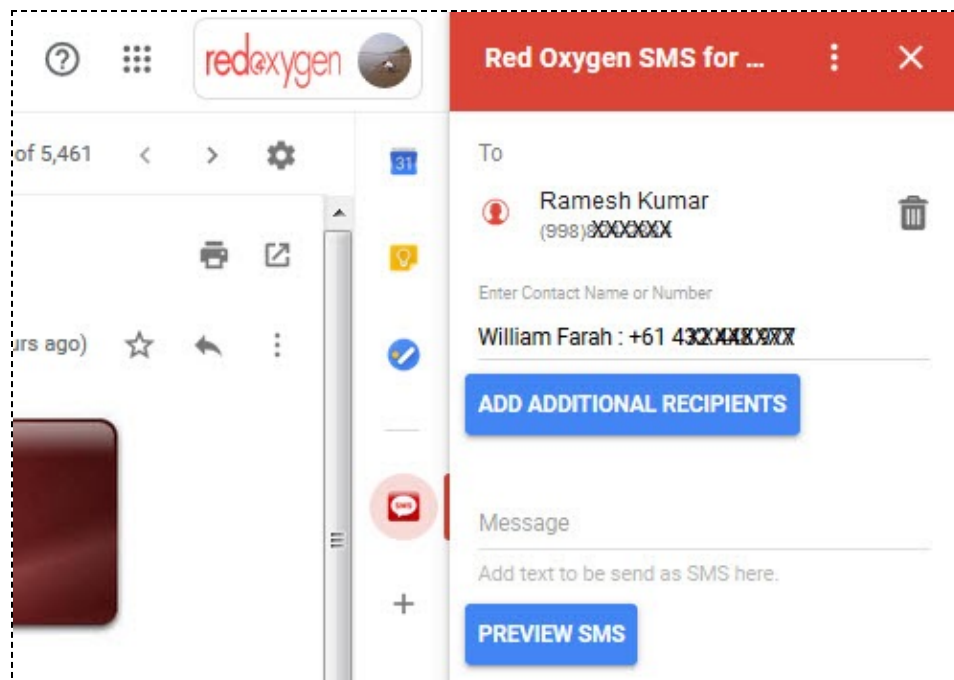 redoxygen
Red Oxygen SMS for ...
of 5,461
31
To
Ramesh Kumar
(998)
Enter Contact Name or Number
urs ago)
William Farah : +61
ADD ADDITIONAL RECIPIENTS
SMS
Message
Add text to be send as SMS here.
PREVIEW SMS